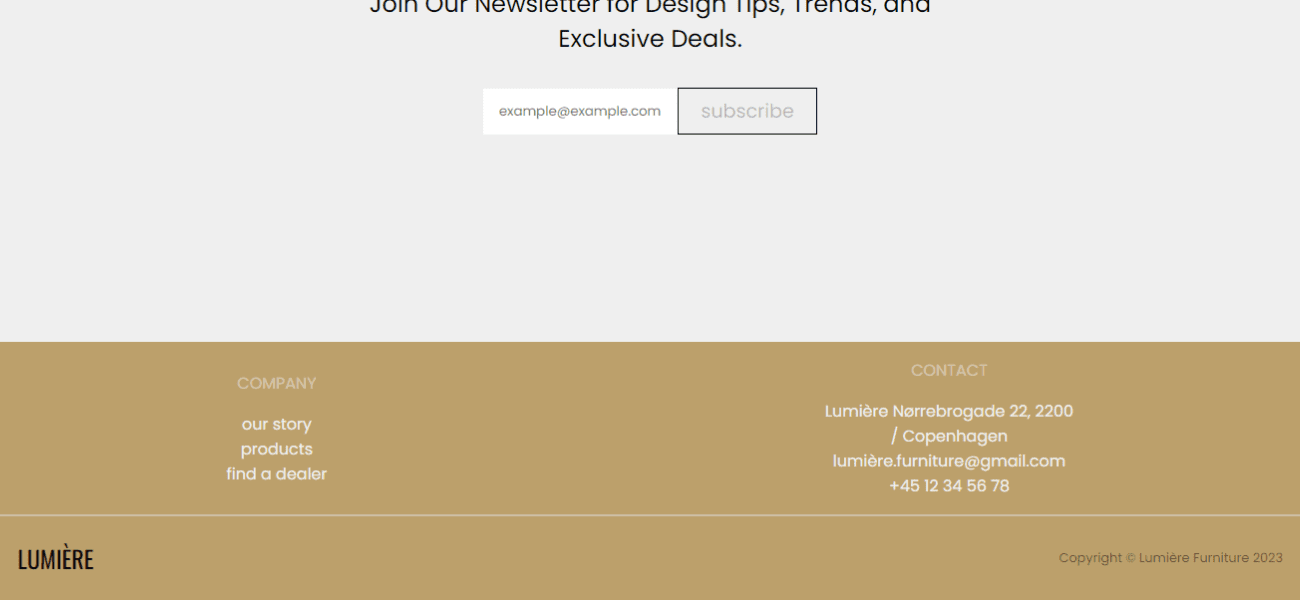 Join Our Newsletter for Design Tips, Trends, and
Exclusive Deals.
example@example.com
subscribe
COMPANY
our story
products
find a dealer
CONTACT
Lumière Nørrebrogade 22, 2200
/ Copenhagen
lumière.furniture@gmail.com
+45 12 34 56 78
LUMIÈRE
Copyright © Lumière Furniture 2023